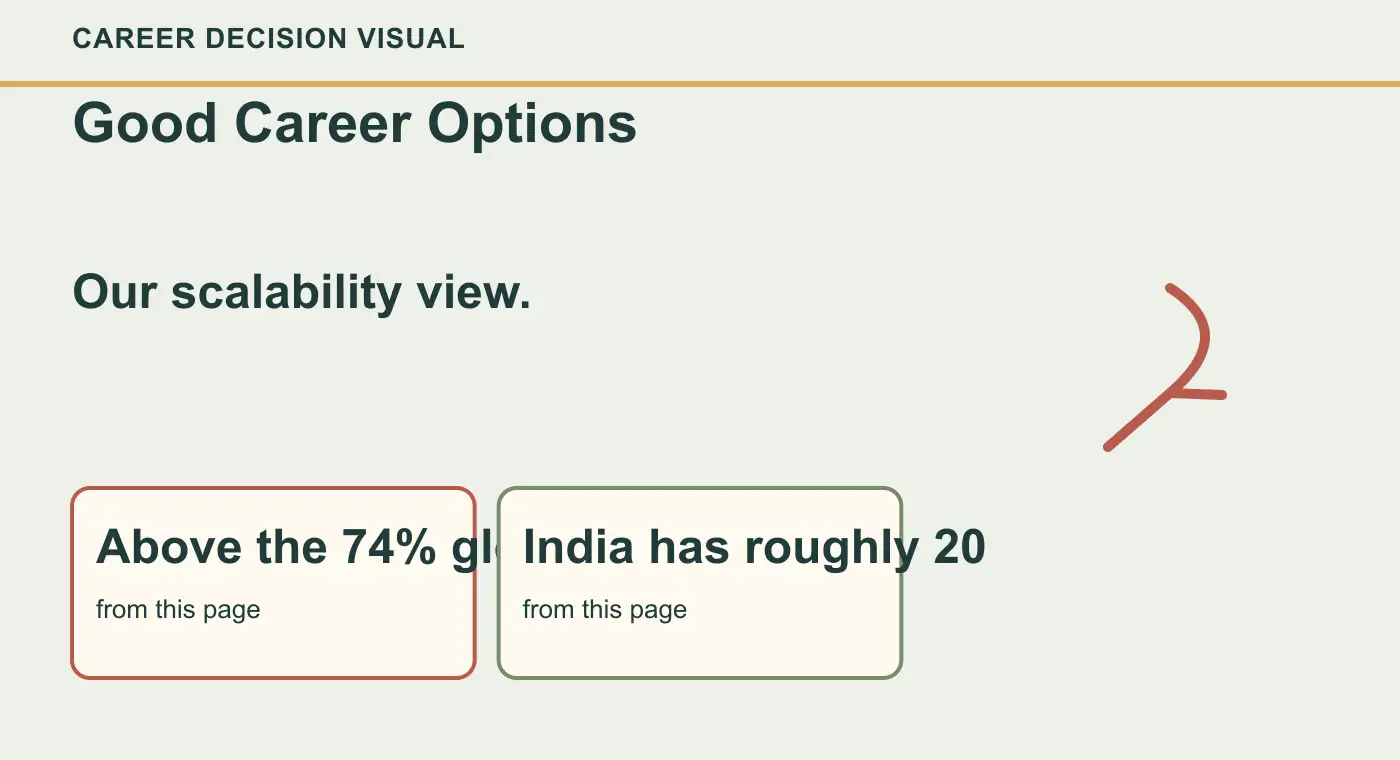 CAREER DECISION VISUAL
Good Career Options
Our scalability view.
Above the 74%
from this page
India has roughly 20
from this page